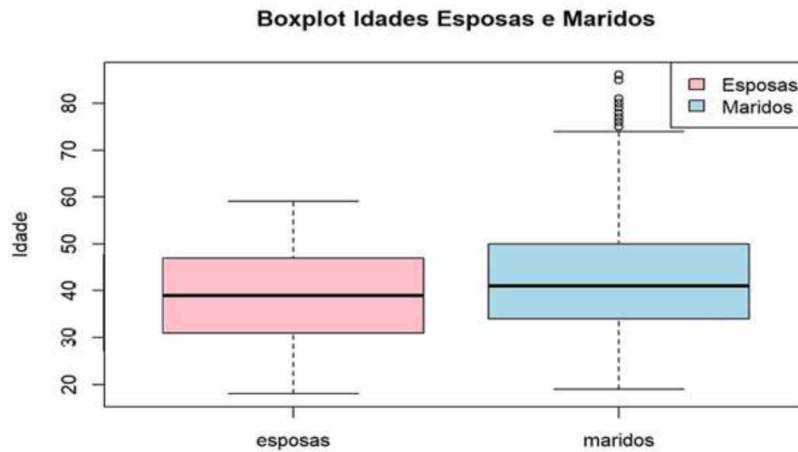 Boxplot Idades Esposas e Maridos
Esposas
Maridos
80
70
60
50
40
30
20
Idade
esposas
maridos